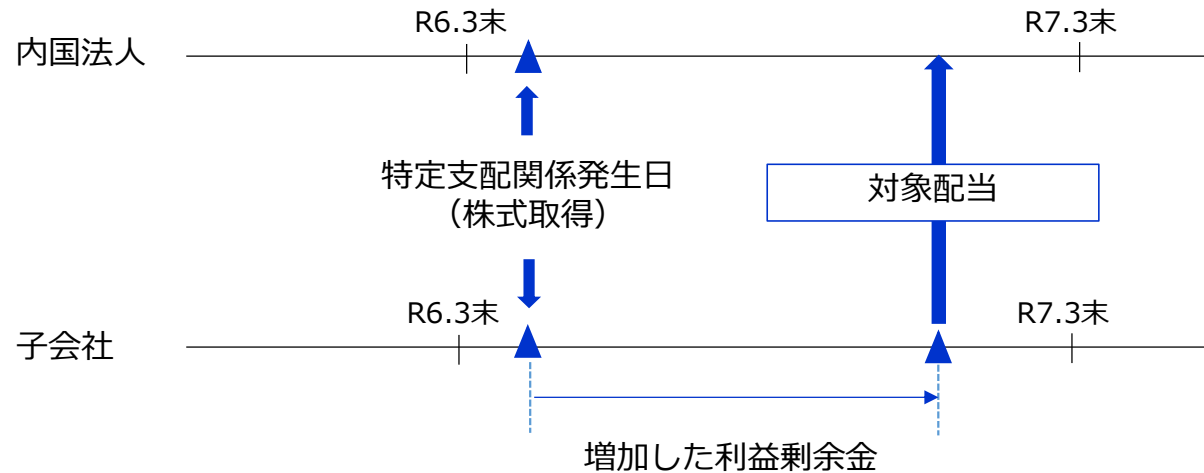 R6.3末
R7.3末
内国法人
特定支配関係発生日
（株式取得）
対象配当
R6.3末
R7.3末
子会社
増加した利益剰余金